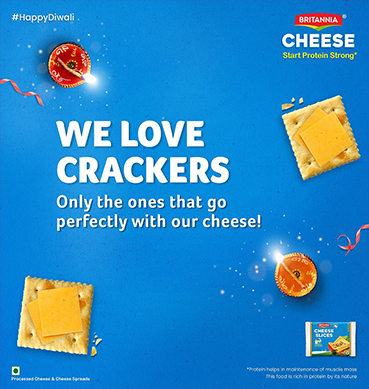 #HappyDiwali
BRITANNIA
CHEESE
Start Protein Strong*
WE LOVE
CRACKERS
Only the ones that go
perfectly with our cheese!
CHEESE
SLICES
Processed Cheese & Cheese Spreads
*Protein helps in maintenance of muscle mass
This food is rich in protein by its nature